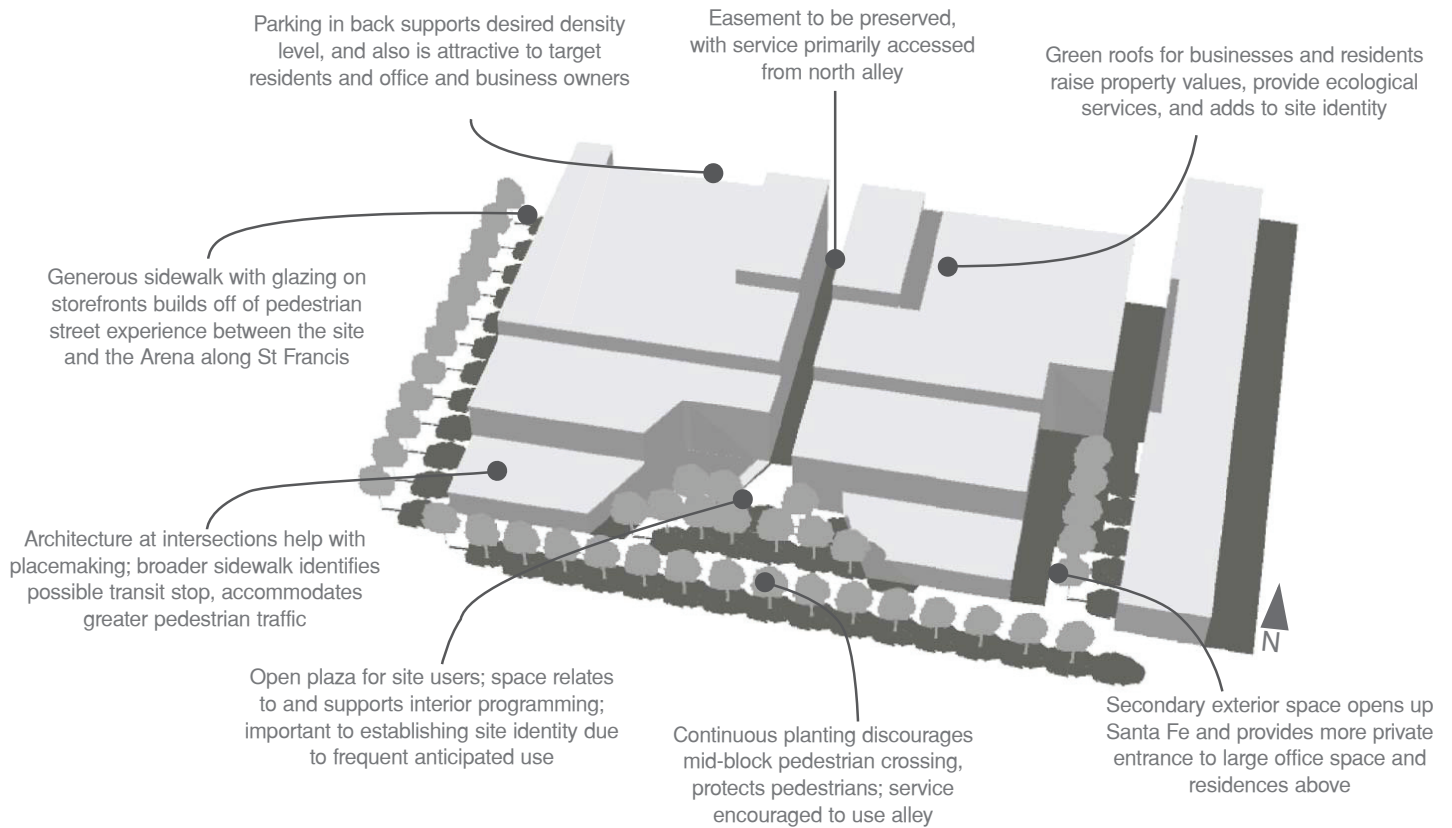 Parking in back supports desired density
level, and also is attractive to target
residents and office and business owners
Easement to be preserved,
with service primarily accessed
from north alley
Green roofs for businesses and residents
raise property values, provide ecological
services, and adds to site identity
Generous sidewalk with glazing on
storefronts builds off of pedestrian
street experience between the site
and the Arena along St Francis
Architecture at intersections help with
placemaking; broader sidewalk identifies
possible transit stop, accommodates
greater pedestrian traffic
Open plaza for site users; space relates
to and supports interior programming;
important to establishing site identity due
to frequent anticipated use
Continuous planting discourages
mid-block pedestrian crossing,
protects pedestrians; service
encouraged to use alley
Secondary exterior space opens up
Santa Fe and provides more private
entrance to large office space and
residences above
N